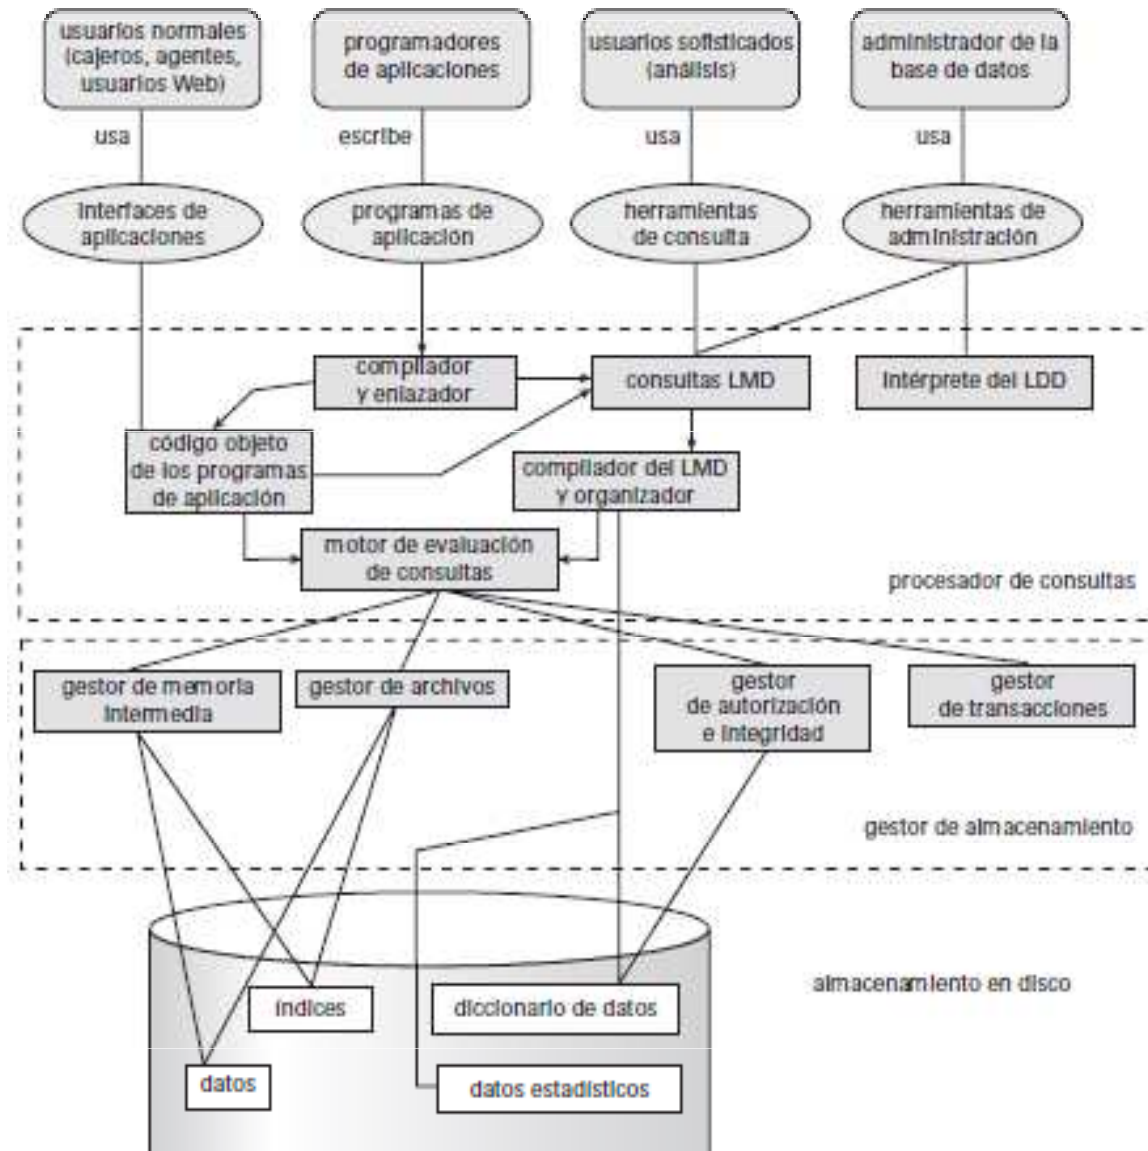 usuarios normales
(cajeros, agentes,
usuarios Web)
programadores
de aplicaciones
usuarios sofisticados
(análisis)
administrador de la
base de datos
usa
escribe
usa
usa
Interfaces de
aplicaciones
programas de
aplicación
herramientas
de consulta
herramientas de
administración
compilador
y enlazador
consultas LMD
Intérprete del LDD
código objeto
de los programas
de aplicación
compilador del LMD
y organizador
motor de evaluación
de consultas
procesador de consultas
gestor de memoria
intermedia
gestor de archivos
gestor
de autorización
e integridad
gestor
de transacciones
gestor de almacenamiento
almacenamiento en disco
índices
diccionario de datos
datos
datos estadísticos